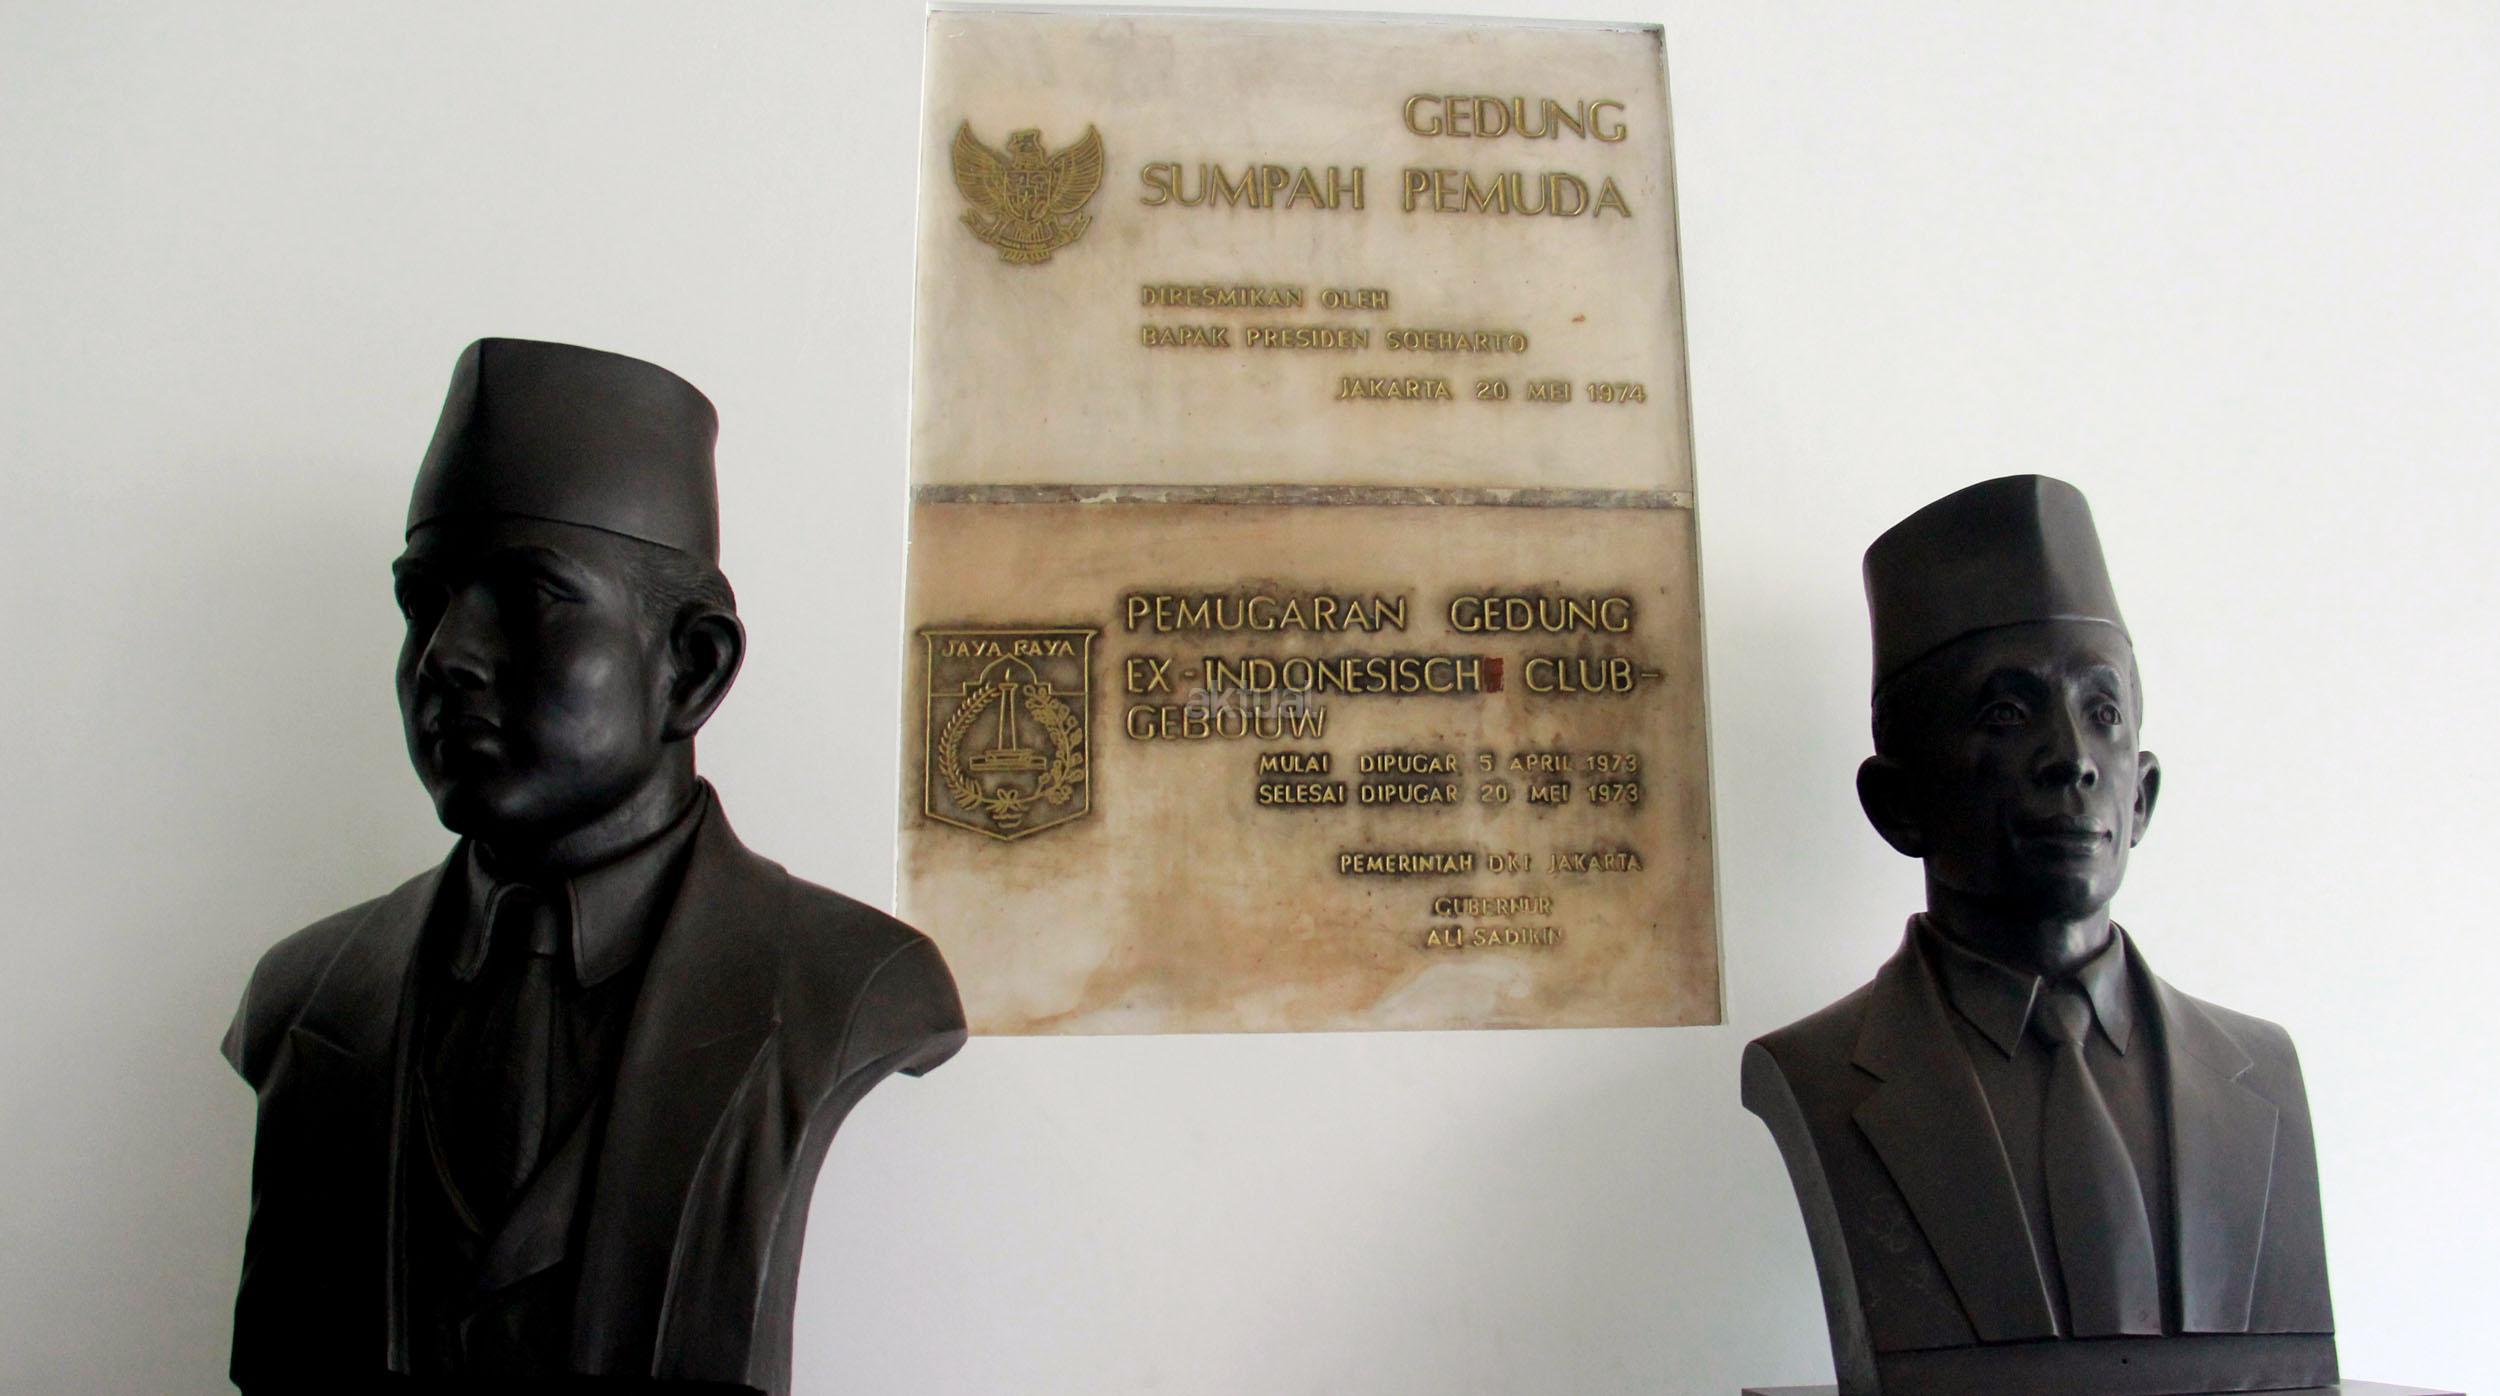 GEDUNG
SUMPAH PEMUDA
DIRESMIKAN OLEH
BAPAK PRESIDEN SOEHARTO
JAKARTA 20 MEI 1974
JAYA RAYA
PEMUGARAN GEDUNG
EX-INDONESISCH CLUB-
GEBOUW
aktual
MULAI DIPUGAR 5 APRIL 1973
SELESAI DIPUGAR 20 MEI 1973
PEMERINTAH DKI JAKARTA
GUBERNUR
ALI SADIKIN